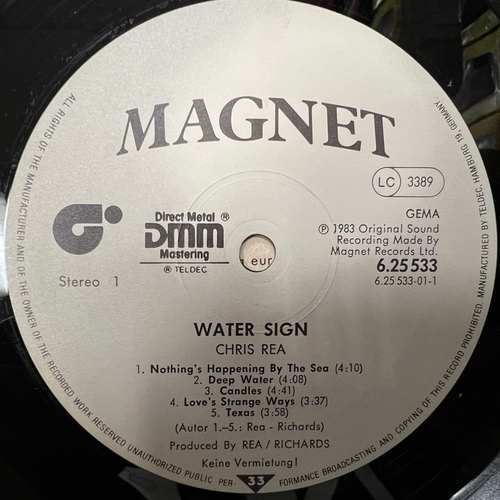 MAGNET
LC 3389
GEMA
Direct Metal ®
DMM
Mastering
® TELDEC
℗ 1983 Original Sound
Recording Made By
Magnet Records Ltd.
eur
6.25 533
Stereo 1
6.25 533-01-1
WATER SIGN
CHRIS REA
1. Nothing's Happening By The Sea (4:10)
2. Deep Water (4:08)
3. Candles (4:41)
4. Love's Strange Ways (3:37)
5. Texas (3:58)
(Autor 1.-5.: Rea - Richards)
Produced By REA / RICHARDS
Keine Vermietung!
33
ALL RIGHTS OF THE MANUFACTURER AND OF THE OWNER OF THE RECORDED WORK RESERVED UNAUTHORIZED PUBLIC PER- FORMANCE BROADCASTING AND COPYING OF THIS RECORD PROHIBITED. MANUFACTURED BY TELDEC, HAMBURG 19, GERMANY